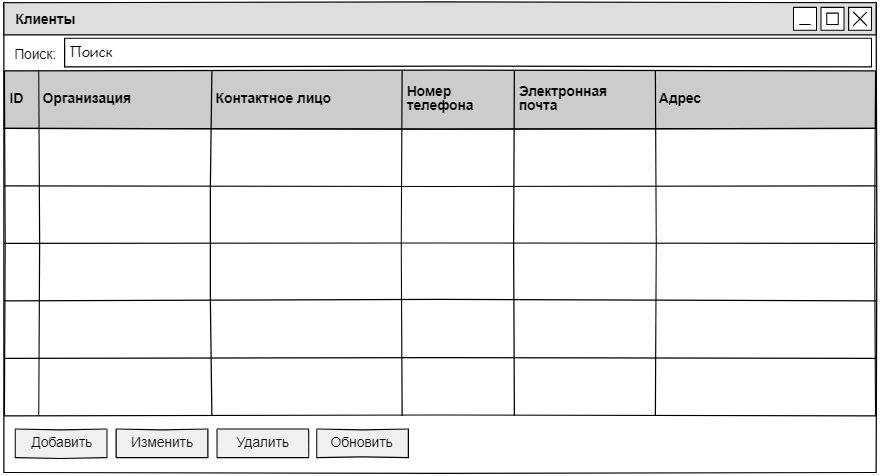 Клиенты
Поиск: Поиск
ID Организация Контактное лицо Номер телефона Электронная почта Адрес
Добавить Изменить Удалить Обновить